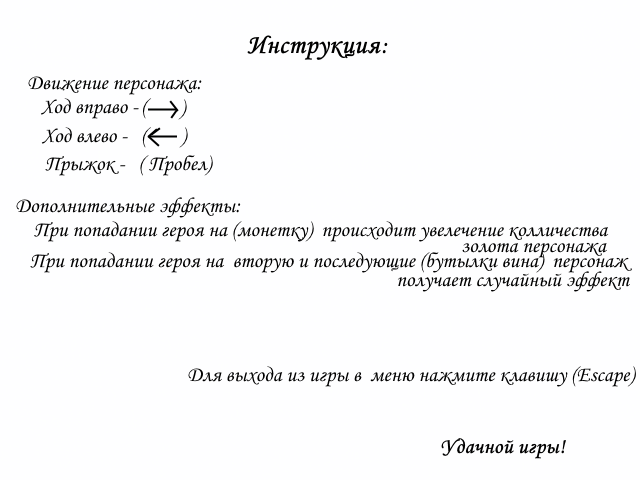 Инструкция:
Движение персонажа:
Ход вправо - (→)
Ход влево - (←)
Прыжок - ( Пробел)
Дополнительные эффекты:
При попадании героя на (монетку) происходит увелечение колличества
золота персонажа
При попадании героя на вторую и последующие (бутылки вина) персонаж
получает случайный эффект
Для выхода из игры в меню нажмите клавишу (Escape)
Удачной игры!